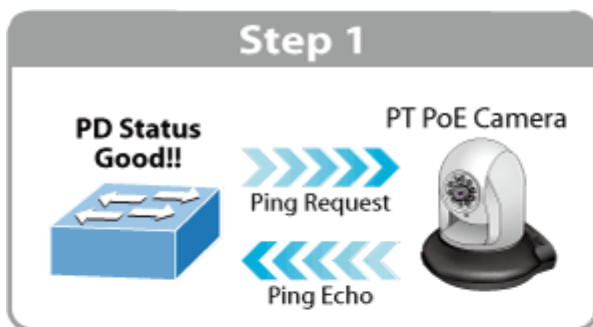 Step 1
PD Status
Good!!
PT PoE Camera
Ping Request
Ping Echo